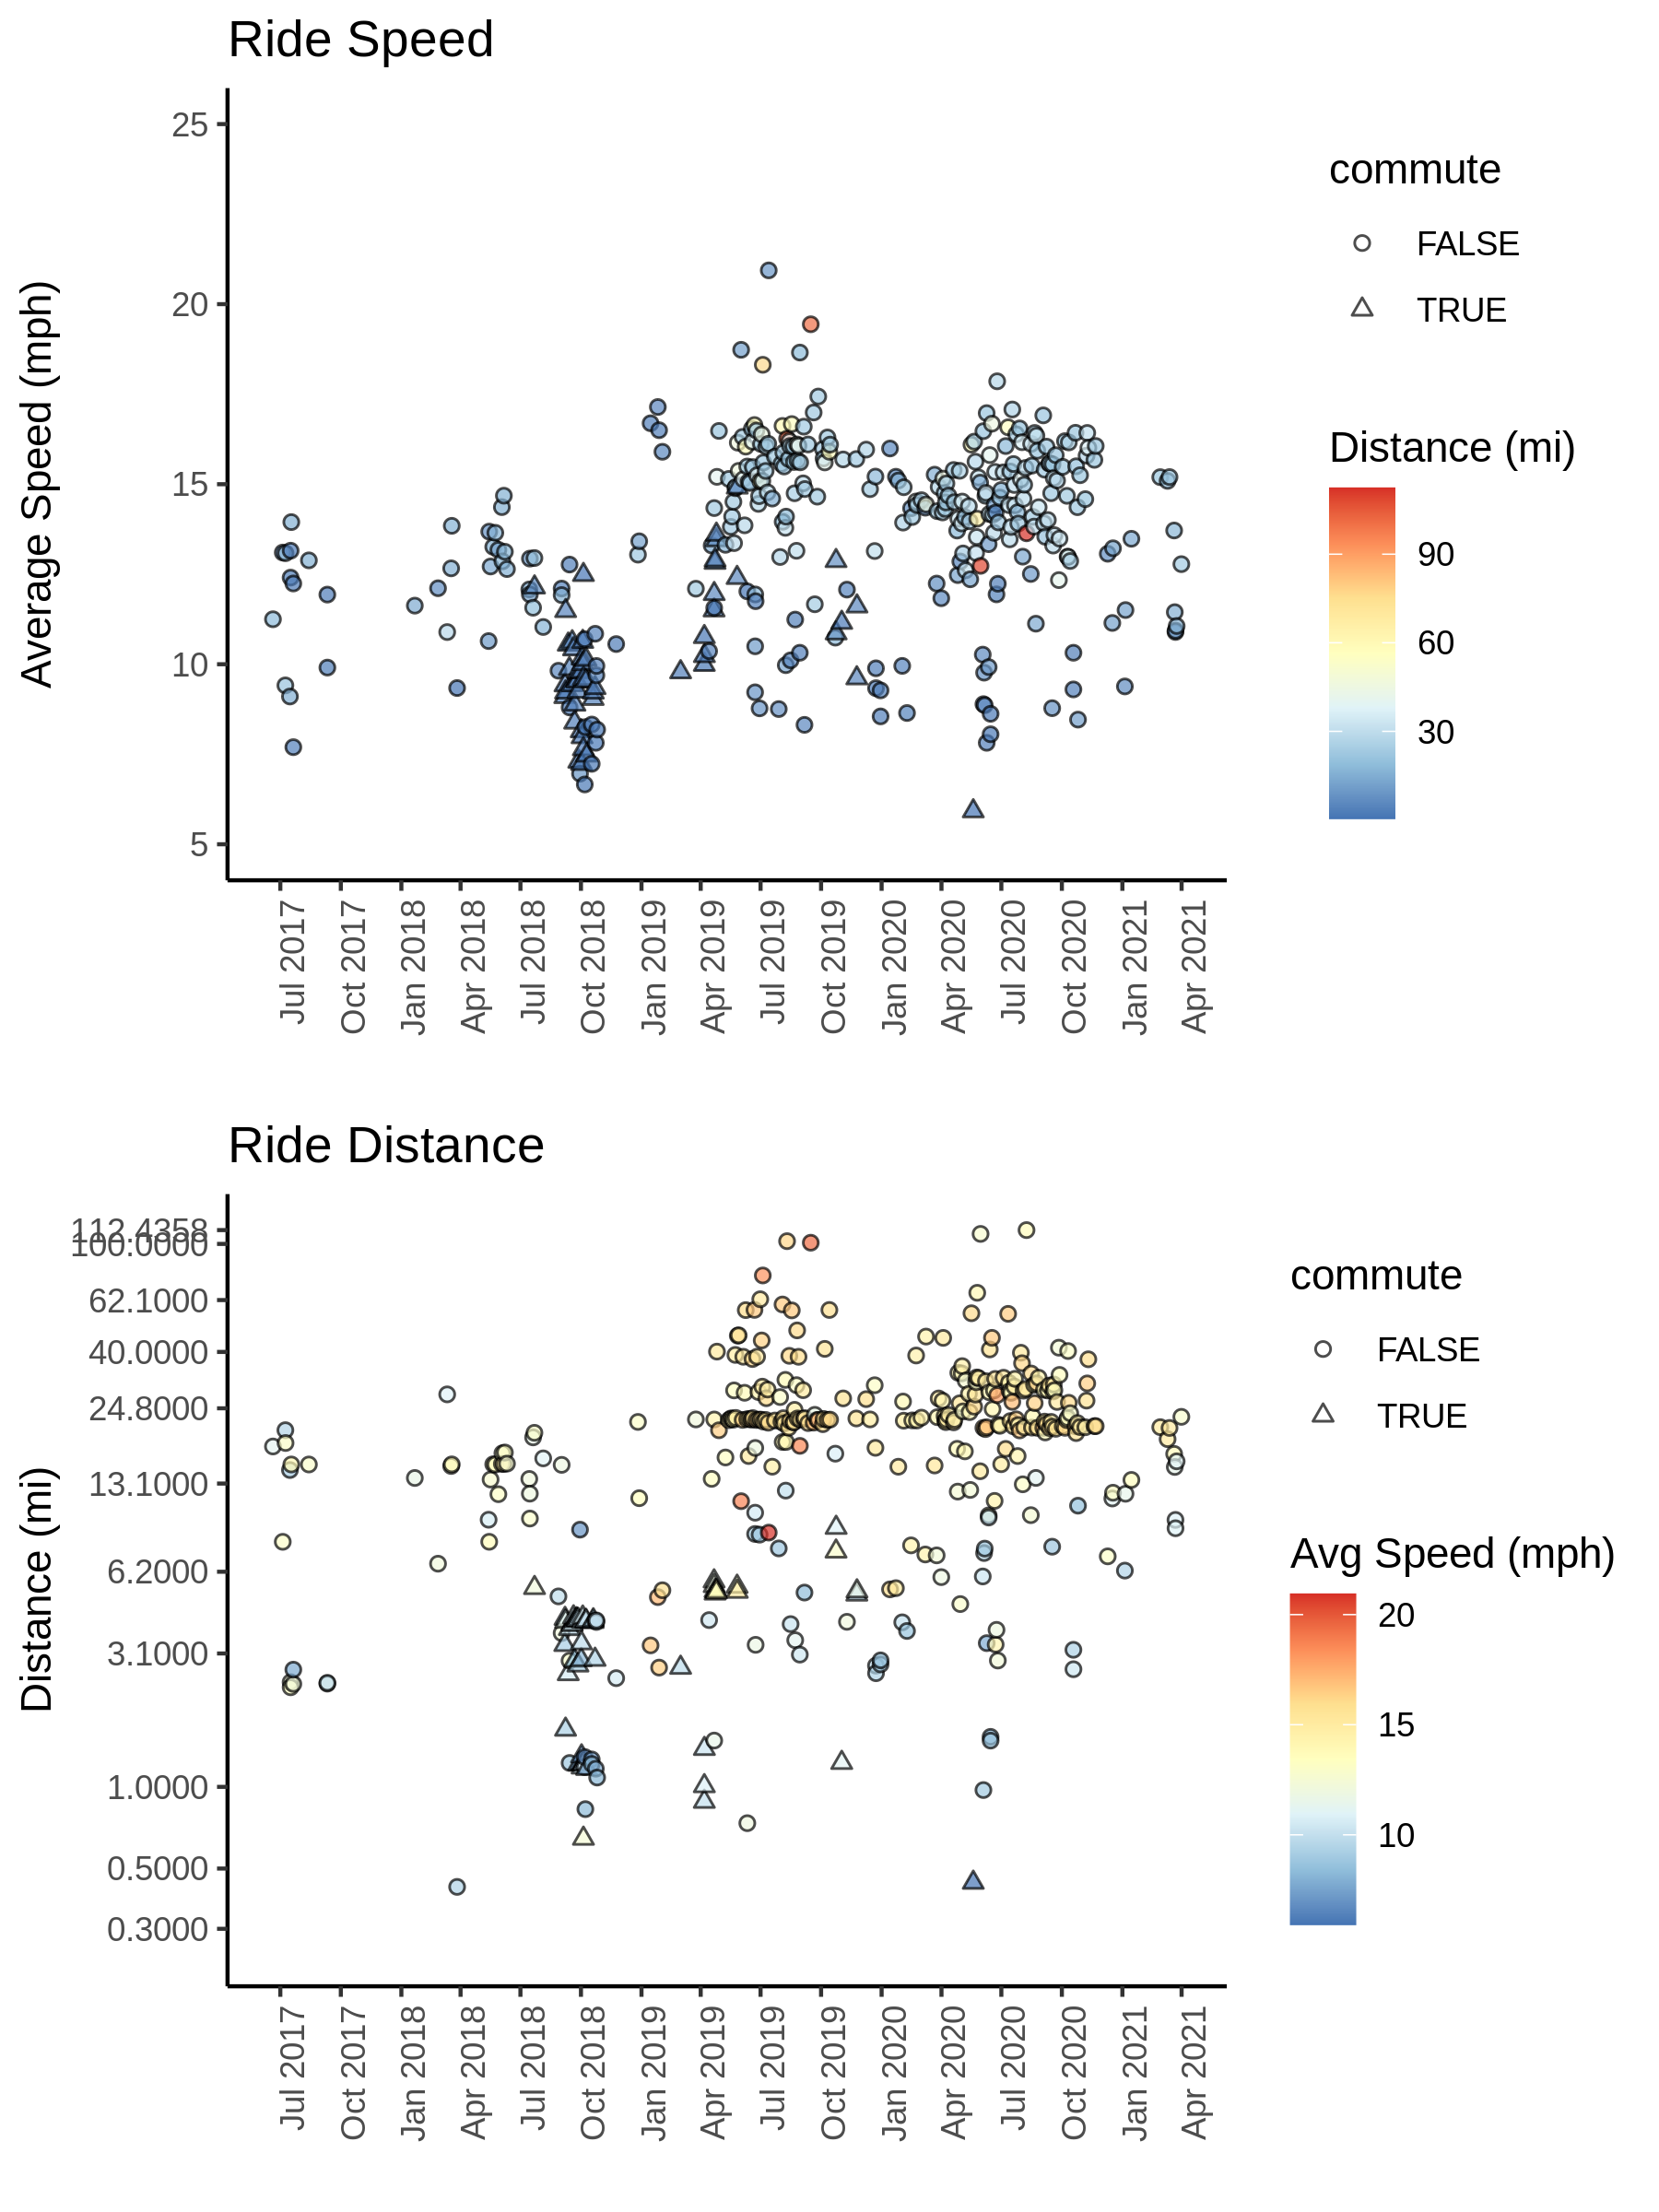 Ride Speed
Average Speed (mph)
25
20
15
10
5
Jul 2017
Oct 2017
Jan 2018
Apr 2018
Jul 2018
Oct 2018
Jan 2019
Apr 2019
Jul 2019
Oct 2019
Jan 2020
Apr 2020
Jul 2020
Oct 2020
Jan 2021
Apr 2021
commute
FALSE
TRUE
Distance (mi)
90
60
30
Ride Distance
Distance (mi)
112.4358
100.0000
62.1000
40.0000
24.8000
13.1000
6.2000
3.1000
1.0000
0.5000
0.3000
Jul 2017
Oct 2017
Jan 2018
Apr 2018
Jul 2018
Oct 2018
Jan 2019
Apr 2019
Jul 2019
Oct 2019
Jan 2020
Apr 2020
Jul 2020
Oct 2020
Jan 2021
Apr 2021
commute
FALSE
TRUE
Avg Speed (mph)
20
15
10